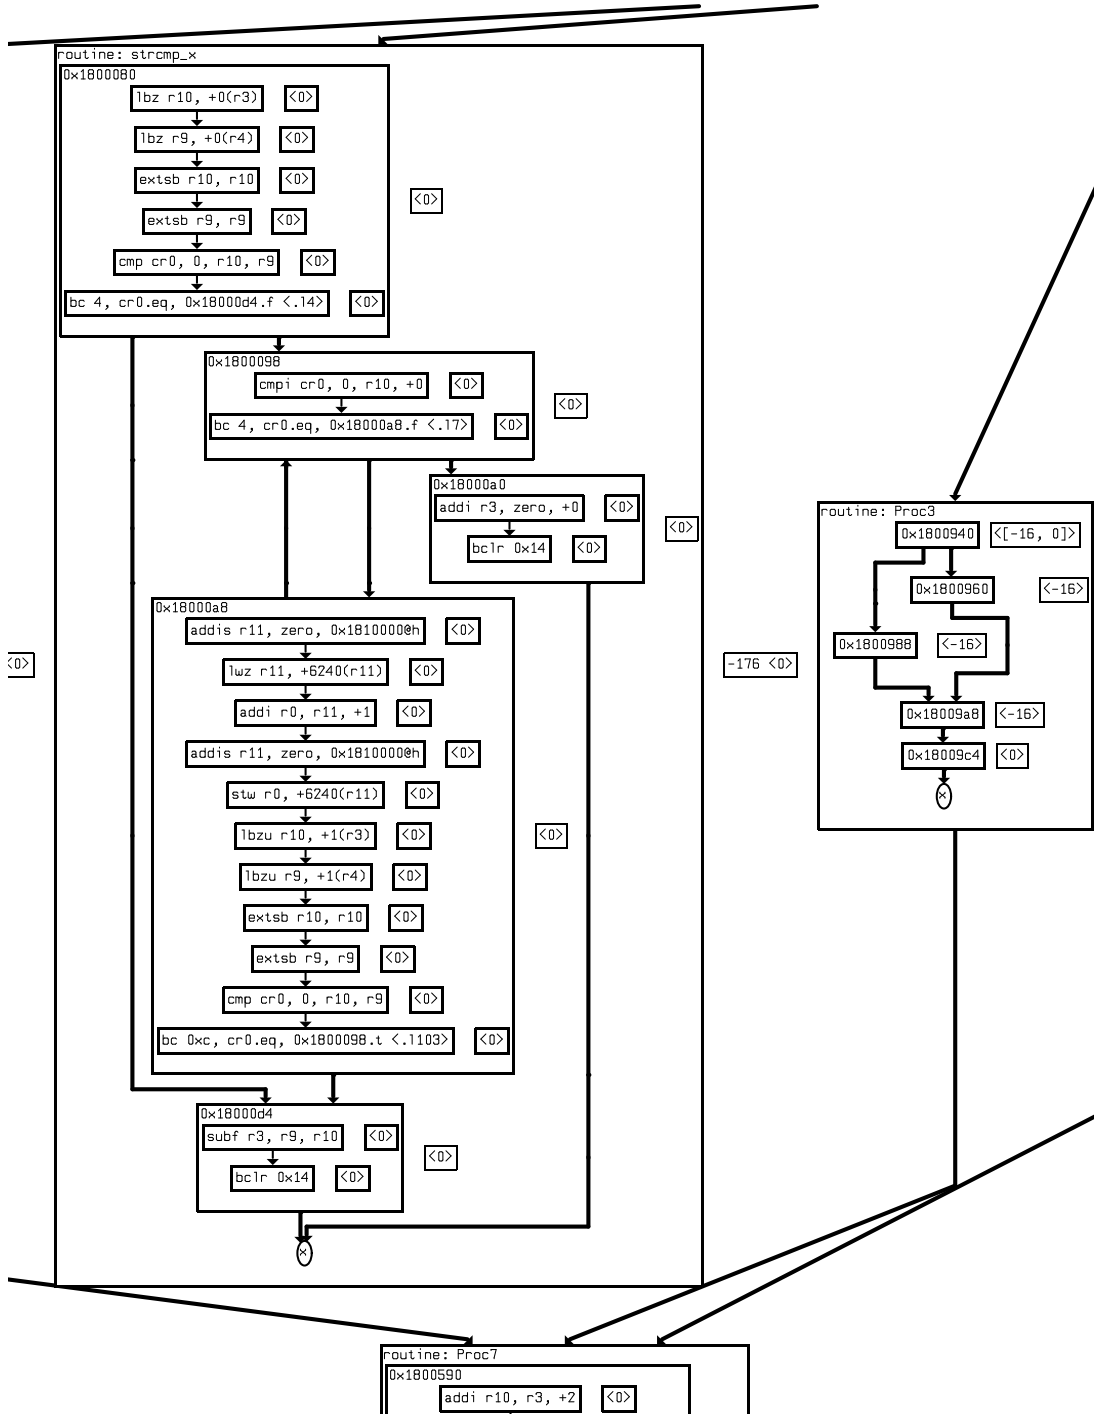 routine: strcmp_x
0x1800080
lbz r10, +0(r3) <0>
lbz r9, +0(r4) <0>
extsb r10, r10 <0>
<0>
extsb r9, r9 <0>
cmp cr0, 0, r10, r9 <0>
bc 4, cr0.eq, 0x18000d4.f <.14> <0>
0x1800098
cmpi cr0, 0, r10, +0 <0>
<0>
bc 4, cr0.eq, 0x18000a8.f <.17> <0>
0x18000a0
addi r3, zero, +0 <0>
<0>
bclr 0x14 <0>
0x18000a8
addis r11, zero, 0x1810000@h <0>
lwz r11, +6240(r11) <0>
addi r0, r11, +1 <0>
addis r11, zero, 0x1810000@h <0>
stw r0, +6240(r11) <0>
lbzu r10, +1(r3) <0>
<0>
lbzu r9, +1(r4) <0>
extsb r10, r10 <0>
extsb r9, r9 <0>
cmp cr0, 0, r10, r9 <0>
bc 0xc, cr0.eq, 0x1800098.t <.1103> <0>
0x18000d4
subf r3, r9, r10 <0>
<0>
bclr 0x14 <0>
x
<0>
-176 <0>
routine: Proc3
0x1800940 <[-16, 0]>
0x1800960 <-16>
0x1800988 <-16>
0x18009a8 <-16>
0x18009c4 <0>
x
routine: Proc7
0x1800590
addi r10, r3, +2 <0>